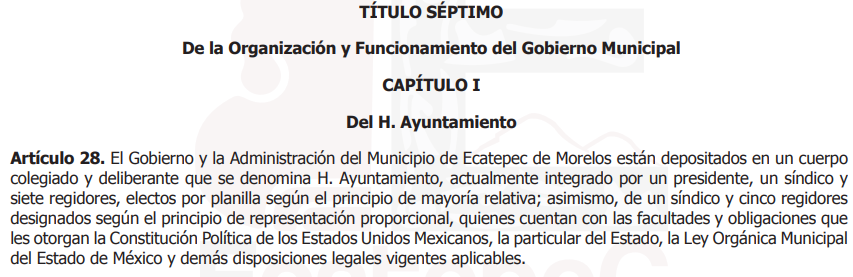 TÍTULO SÉPTIMO
De la Organización y Funcionamiento del Gobierno Municipal
CAPÍTULO I
Del H. Ayuntamiento
Artículo 28. El Gobierno y la Administración del Municipio de Ecatepec de Morelos están depositados en un cuerpo
colegiado y deliberante que se denomina H. Ayuntamiento, actualmente integrado por un presidente, un síndico y
siete regidores, electos por planilla según el principio de mayoría relativa; asimismo, de un síndico y cinco regidores
designados según el principio de representación proporcional, quienes cuentan con las facultades y obligaciones que
les otorgan la Constitución Política de los Estados Unidos Mexicanos, la particular del Estado, la Ley Orgánica Municipal
del Estado de México y demás disposiciones legales vigentes aplicables.